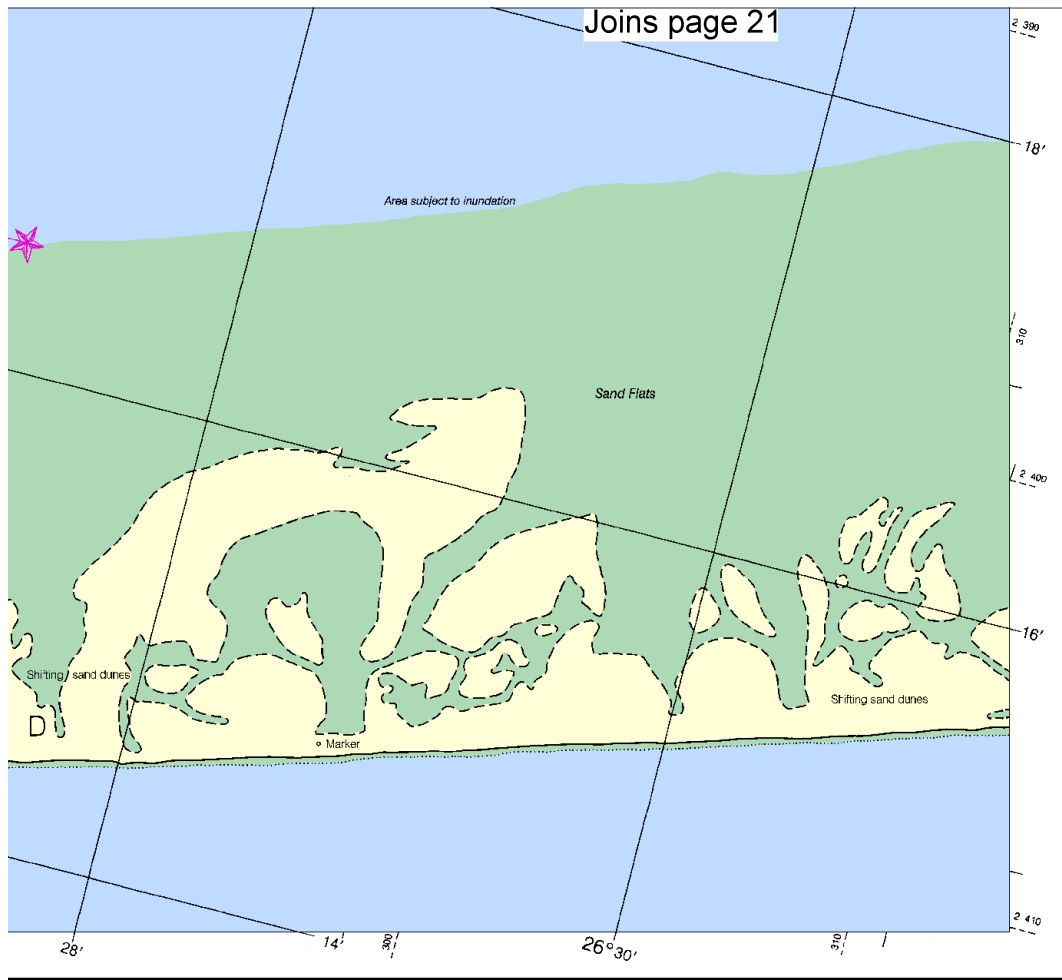 Joins page 21
2 390
18'
Area subject to inundation
310
Sand Flats
2 400
16'
Shifting sand dunes
Shifting sand dunes
D
Marker
2 410
28'
14'
300
26°30'
310